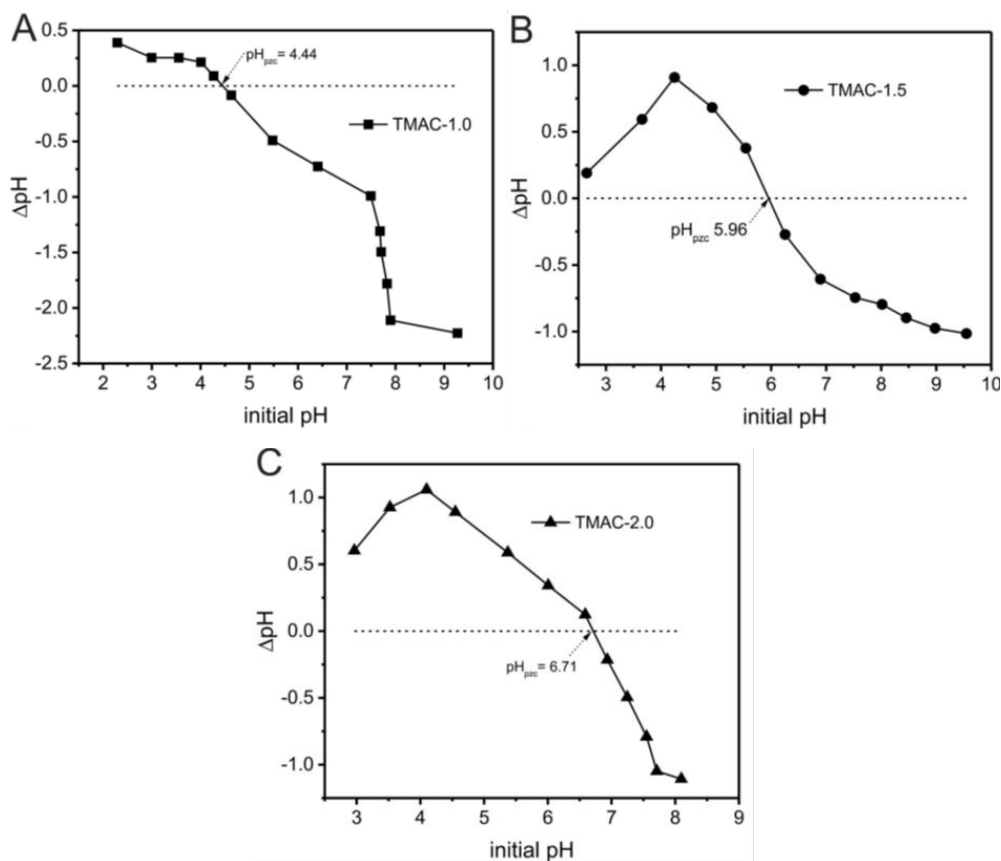 A
0.5
0.0
-0.5
-1.0
-1.5
-2.0
-2.5
ΔpH
pHpzc= 4.44
TMAC-1.0
2 3 4 5 6 7 8 9 10
initial pH
B
1.0
0.5
0.0
-0.5
-1.0
ΔpH
TMAC-1.5
pHpzc 5.96
3 4 5 6 7 8 9 10
initial pH
C
1.0
0.5
0.0
-0.5
-1.0
ΔpH
TMAC-2.0
pHpzc= 6.71
3 4 5 6 7 8 9
initial pH